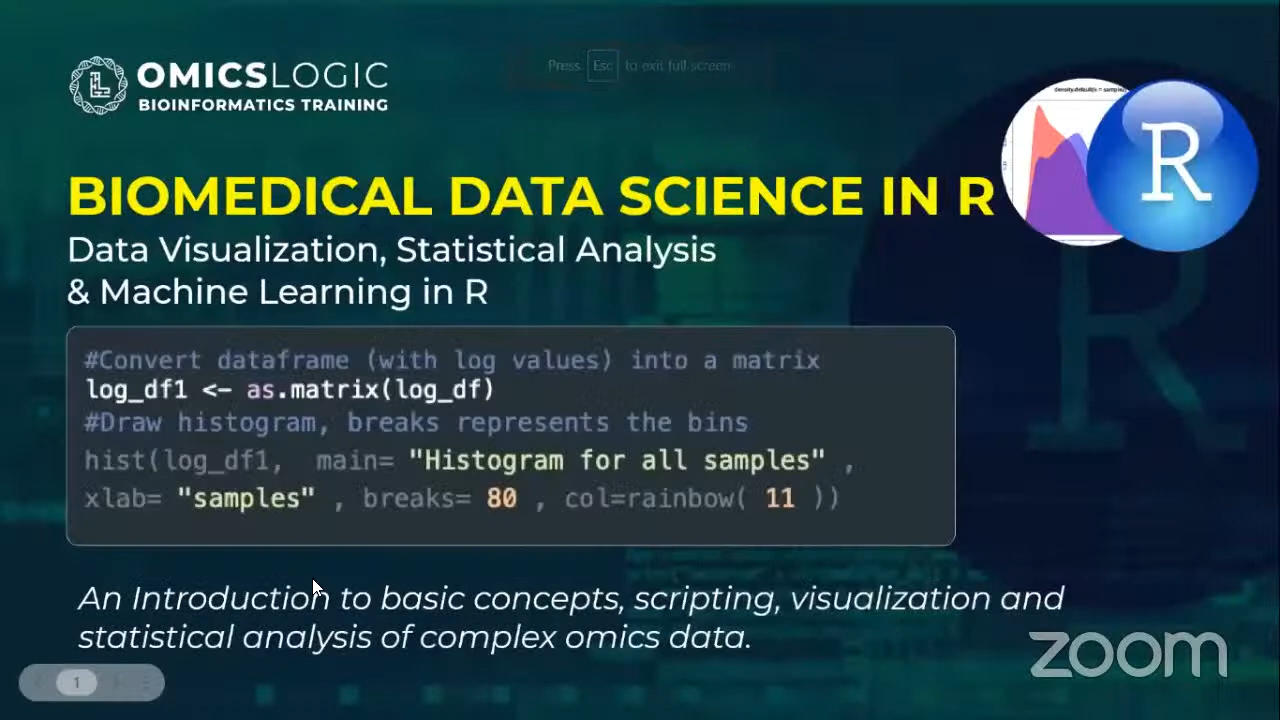 OMICSLOGIC
BIOINFORMATICS TRAINING
Press Esc to exit full screen
density.default(x = sample)
R
BIOMEDICAL DATA SCIENCE IN R
Data Visualization, Statistical Analysis
& Machine Learning in R
#Convert dataframe (with log values) into a matrix
log_df1 <- as.matrix(log_df)
#Draw histogram, breaks represents the bins
hist(log_df1, main= "Histogram for all samples" ,
xlab= "samples" , breaks= 80 , col=rainbow( 11 ))
R
An Introduction to basic concepts, scripting, visualization and
statistical analysis of complex omics data.
zoom
1